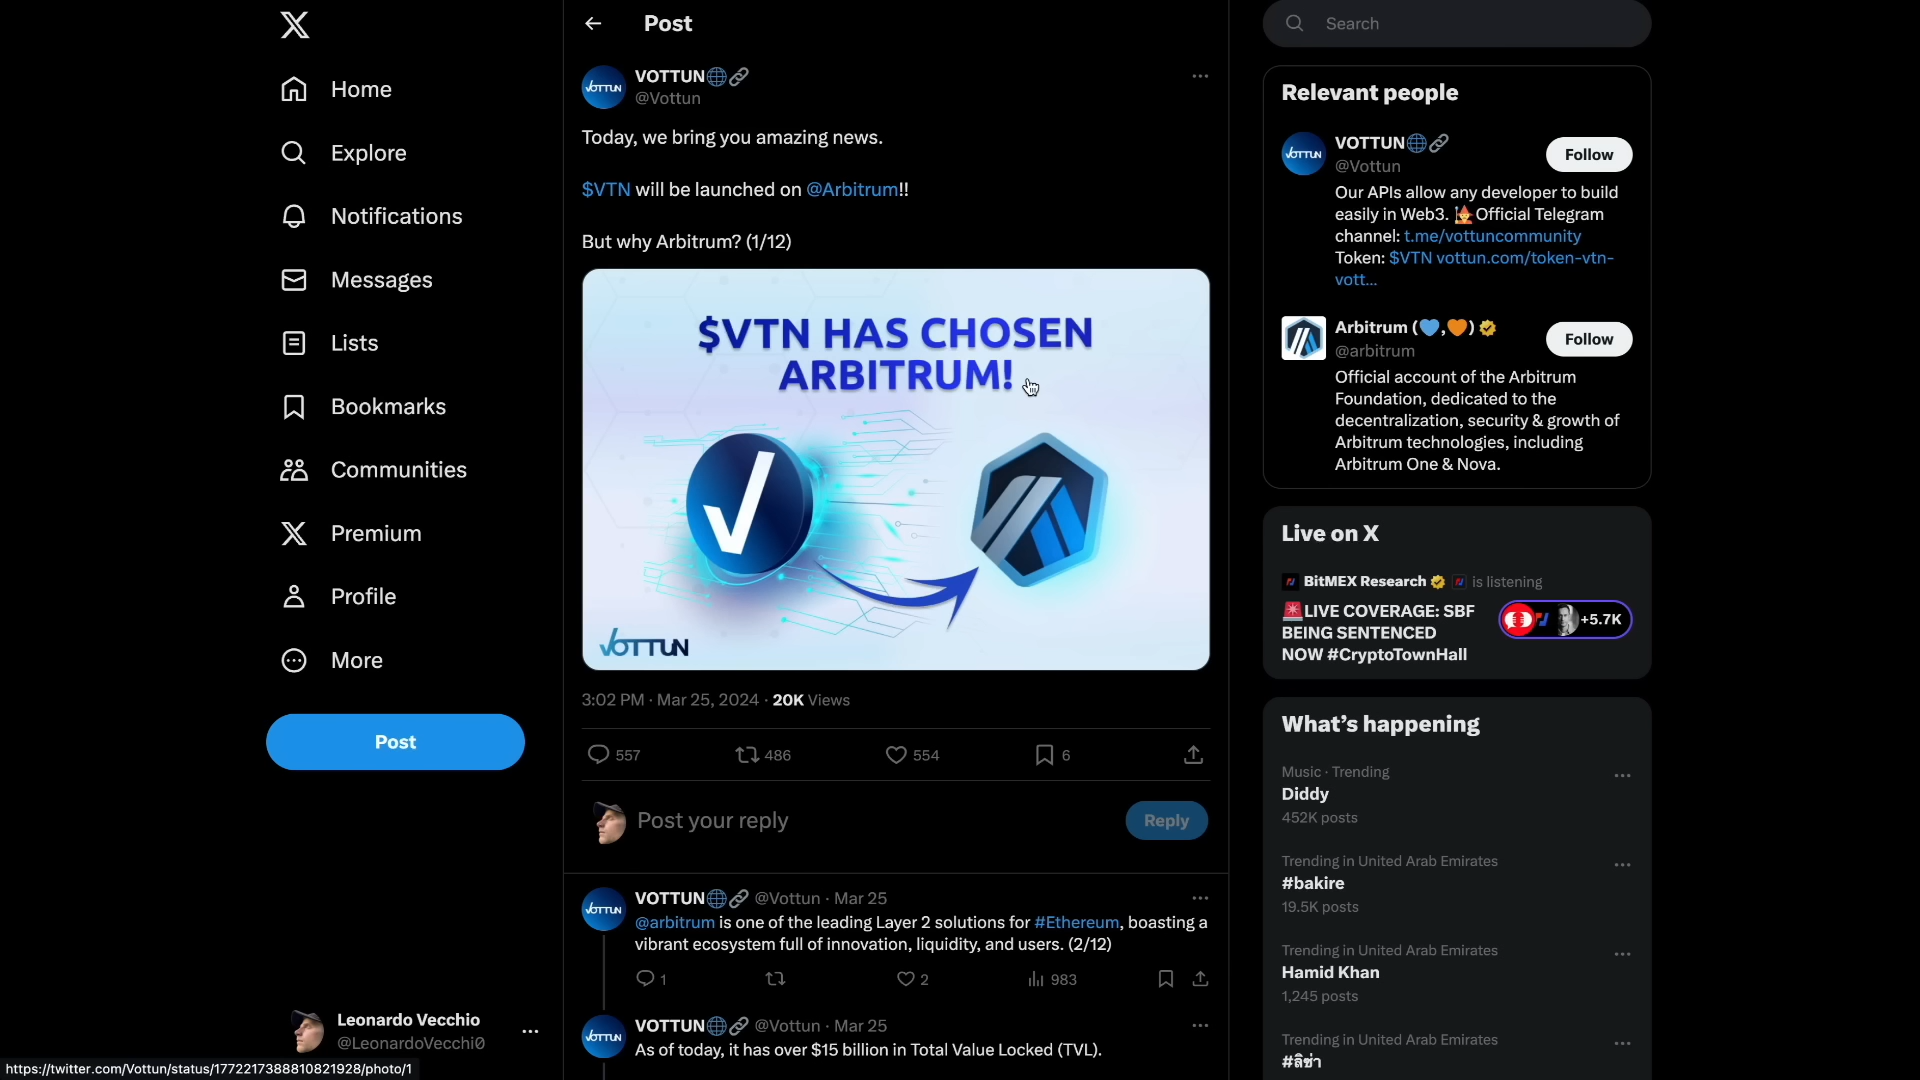 Home
Explore
Notifications
Messages
Lists
Bookmarks
Communities
Premium
Profile
More
Post
Leonardo Vecchio
@LeonardoVecchi0
https://twitter.com/Vottun/status/1772217388810821928/photo/1
Post
VOTTUN
@Vottun
Today, we bring you amazing news.
$VTN will be launched on @Arbitrum!!
But why Arbitrum? (1/12)
$VTN HAS CHOSEN
ARBITRUM!
VOTTUN
3:02 PM · Mar 25, 2024 · 20K Views
557 486 554 6
Post your reply
Reply
VOTTUN @Vottun · Mar 25
@arbitrum is one of the leading Layer 2 solutions for #Ethereum, boasting a
vibrant ecosystem full of innovation, liquidity, and users. (2/12)
1 2 983
VOTTUN @Vottun · Mar 25
As of today, it has over $15 billion in Total Value Locked (TVL).
Search
Relevant people
VOTTUN
@Vottun
Follow
Our APIs allow any developer to build
easily in Web3. Official Telegram
channel: t.me/vottuncommunity
Token: $VTN vottun.com/token-vtn-
vott...
Arbitrum (💙,🧡)
@arbitrum
Follow
Official account of the Arbitrum
Foundation, dedicated to the
decentralization, security & growth of
Arbitrum technologies, including
Arbitrum One & Nova.
Live on X
BitMEX Research is listening
🚨LIVE COVERAGE: SBF
BEING SENTENCED
NOW #CryptoTownHall
+5.7K
What's happening
Music · Trending
Diddy
452K posts
Trending in United Arab Emirates
#bakire
19.5K posts
Trending in United Arab Emirates
Hamid Khan
1,245 posts
Trending in United Arab Emirates
#ลิซ่า